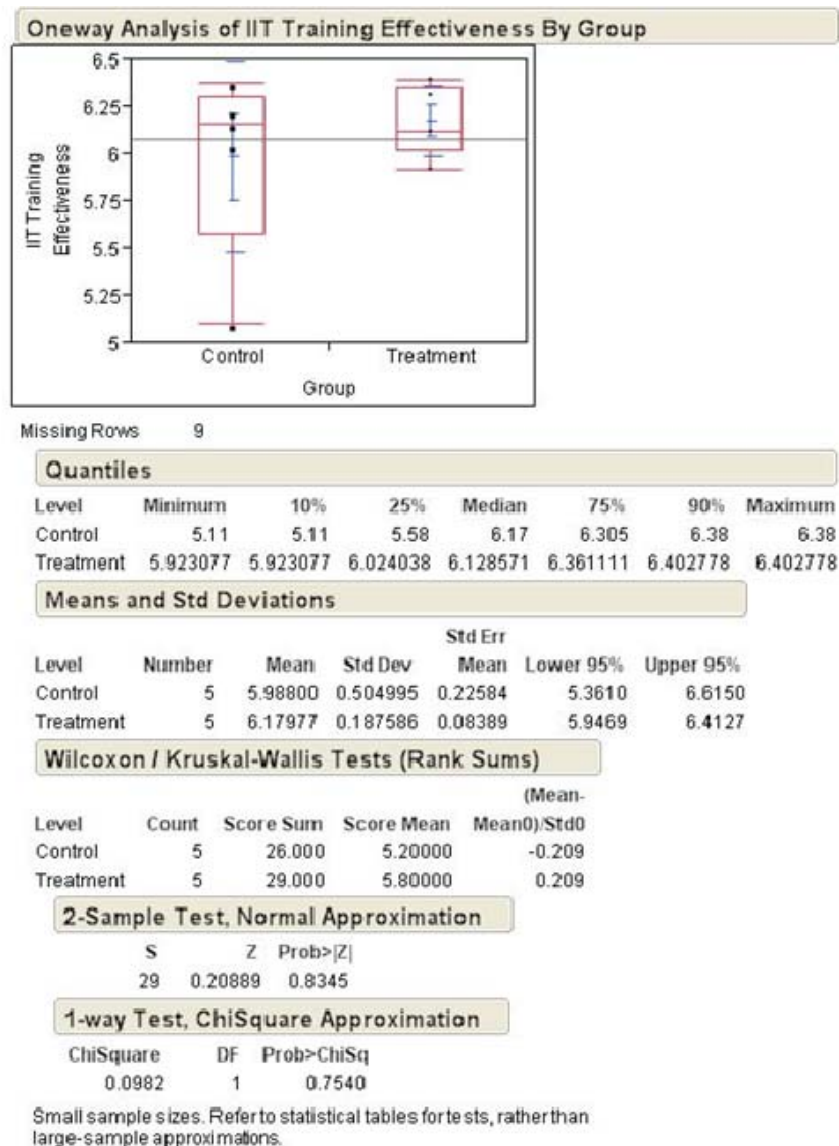 Oneway Analysis of IIT Training Effectiveness By Group
6.5
6.25
6
5.75
5.5
5.25
5
IIT Training
Effectiveness
Control Treatment
Group
Missing Rows 9
Quantiles
Level Minimum 10% 25% Median 75% 90% Maximum
Control 5.11 5.11 5.58 6.17 6.305 6.38 6.38
Treatment 5.923077 5.923077 6.024038 6.128571 6.361111 6.402778 6.402778
Means and Std Deviations
Std Err
Level Number Mean Std Dev Mean Lower 95% Upper 95%
Control 5 5.98800 0.504995 0.22584 5.3610 6.6150
Treatment 5 6.17977 0.187586 0.08389 5.9469 6.4127
Wilcoxon / Kruskal-Wallis Tests (Rank Sums)
(Mean-
Level Count Score Sum Score Mean Mean0)/Std0
Control 5 26.000 5.20000 -0.209
Treatment 5 29.000 5.80000 0.209
2-Sample Test, Normal Approximation
S Z Prob>|Z|
29 0.20889 0.8345
1-way Test, ChiSquare Approximation
ChiSquare DF Prob>ChiSq
0.0982 1 0.7540
Small sample sizes. Refer to statistical tables for tests, rather than
large-sample approximations.